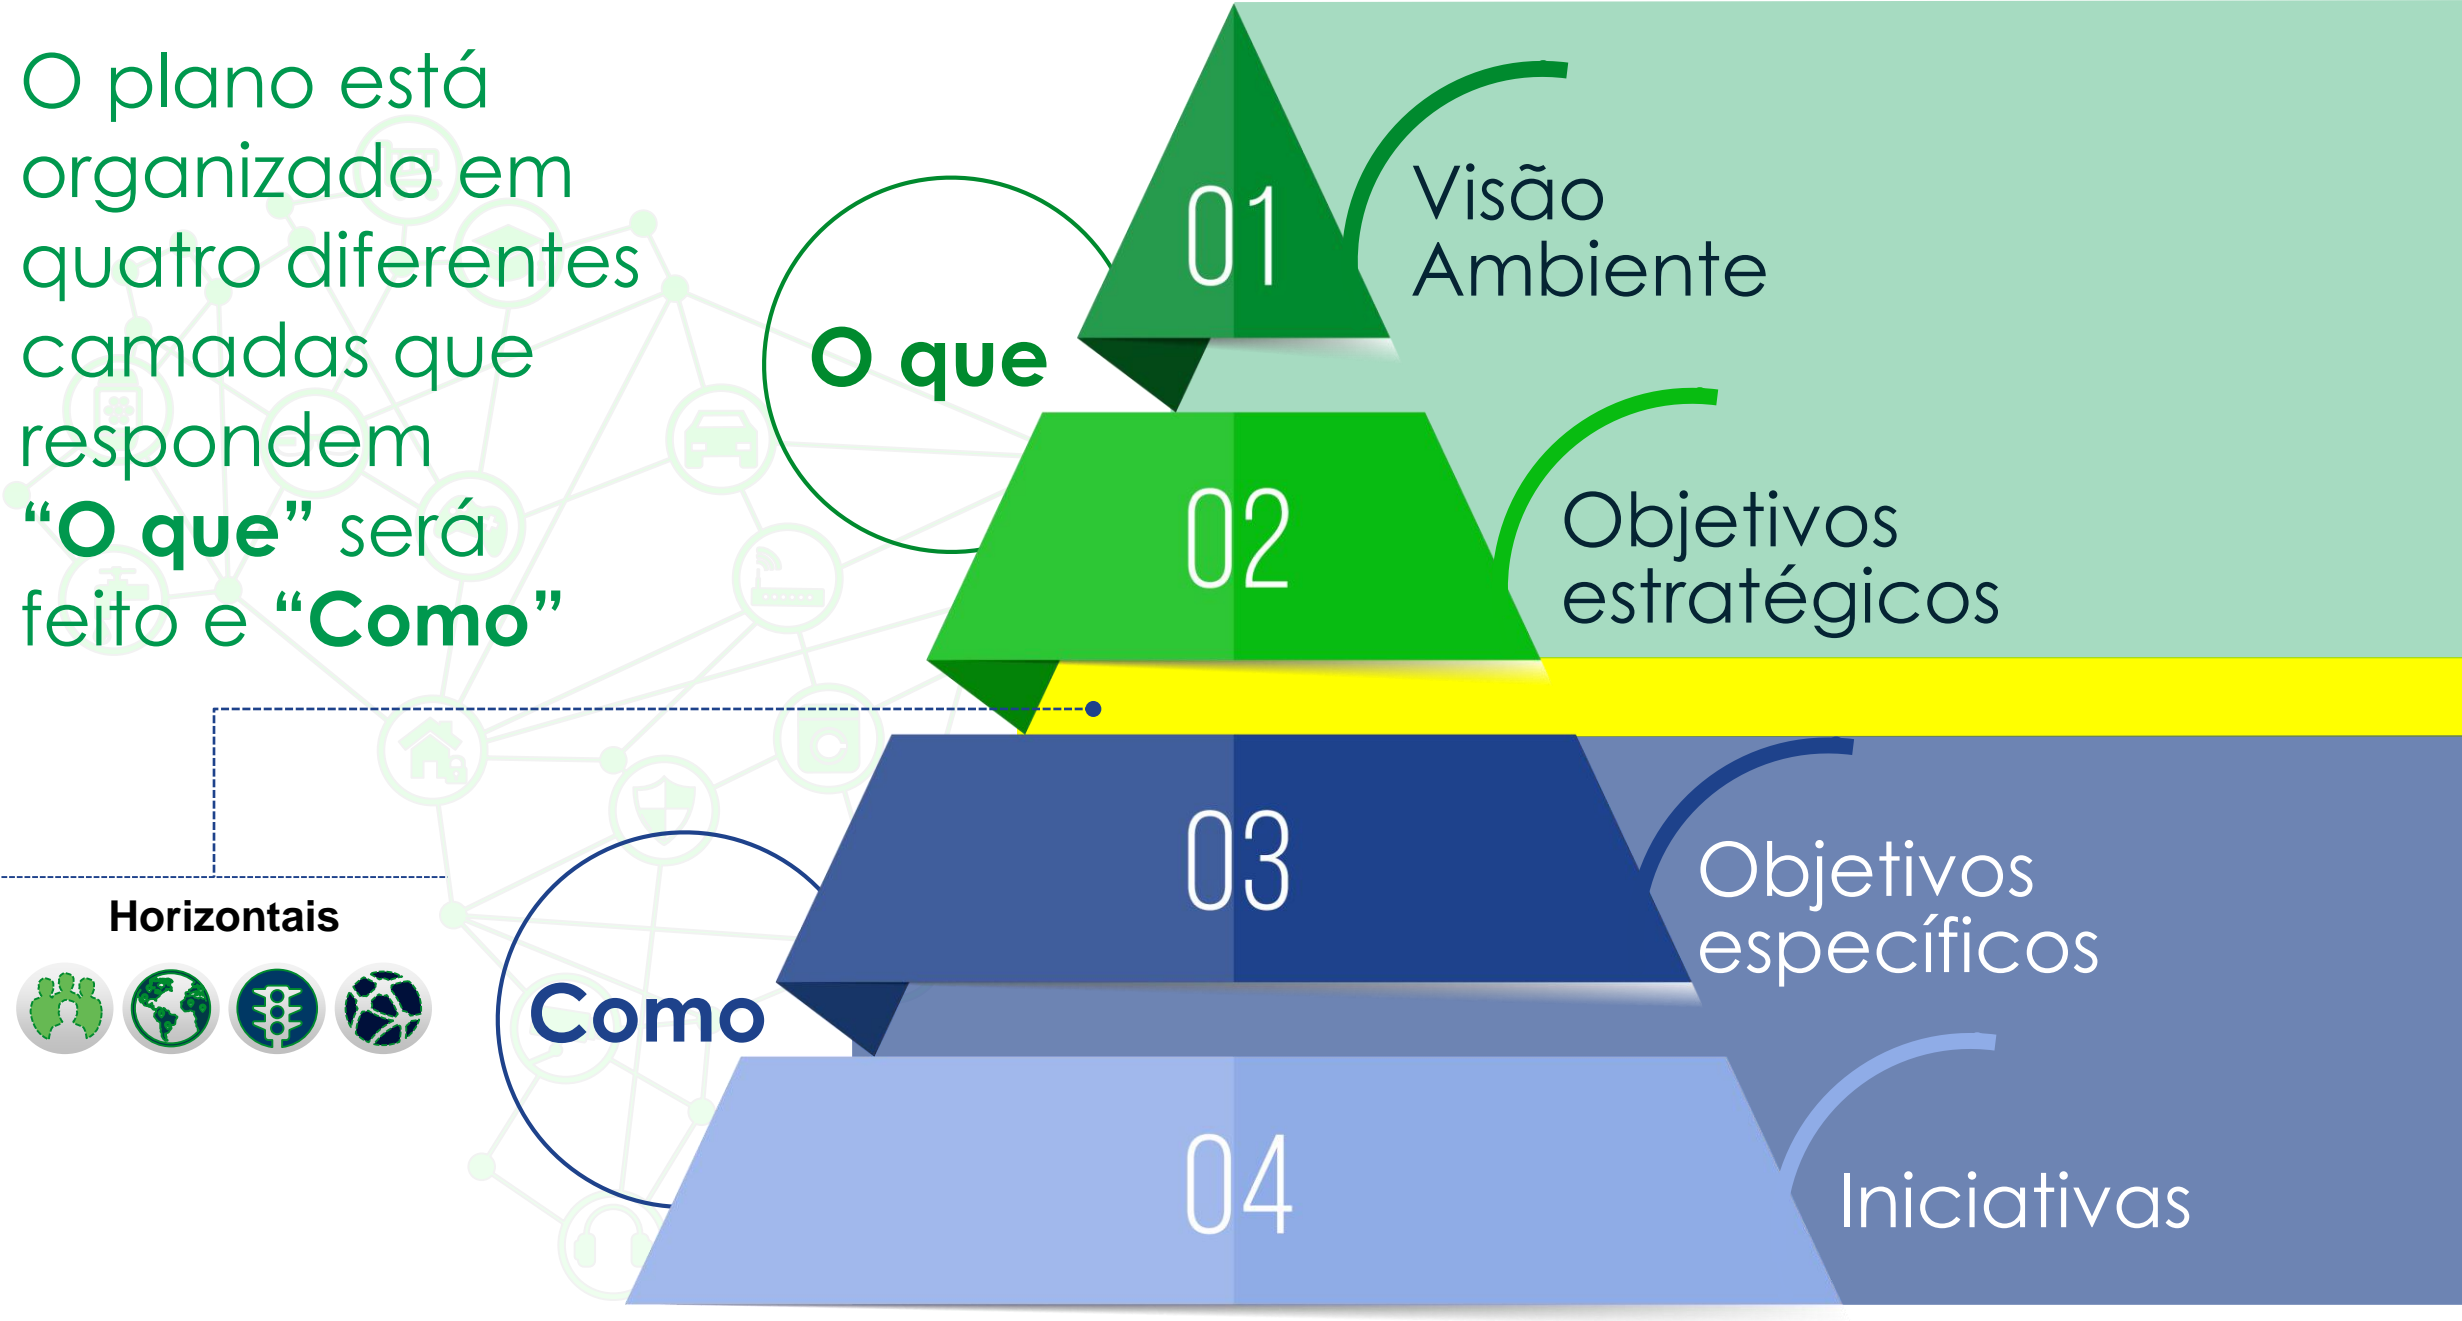 O plano está
organizado em
quatro diferentes
camadas que
respondem
“O que” será
feito e “Como”
O que
01
Visão
Ambiente
02
Objetivos
estratégicos
Horizontais
Como
03
Objetivos
específicos
04
Iniciativas